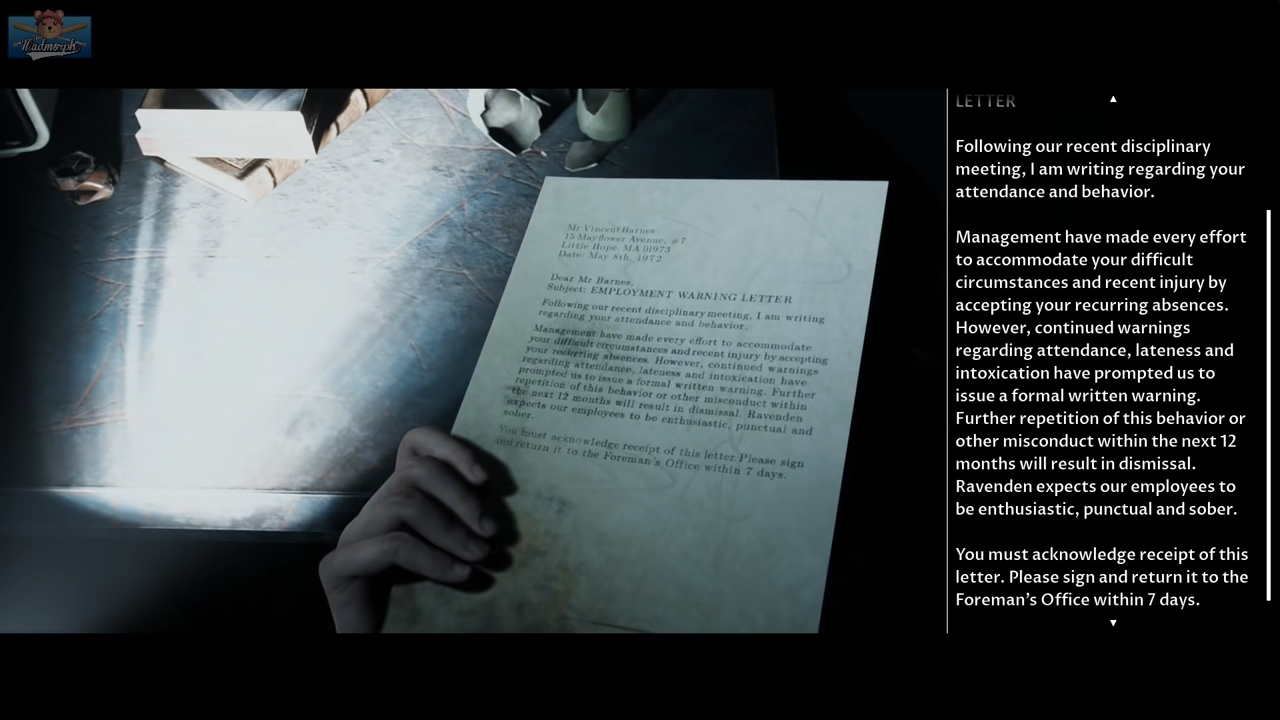 Madmorph
Mr Vincent Barnes
15 Mayflower Avenue, #7
Little Hope, MA 01973
Date: May 8th, 1972
Dear Mr Barnes,
Subject: EMPLOYMENT WARNING LETTER
Following our recent disciplinary meeting, I am writing
regarding your attendance and behavior.
Management have made every effort to accommodate
your difficult circumstances and recent injury by accepting
your recurring absences. However, continued warnings
regarding attendance, lateness and intoxication have
prompted us to issue a formal written warning. Further
repetition of this behavior or other misconduct within
the next 12 months will result in dismissal. Ravenden
expects our employees to be enthusiastic, punctual and
sober.
You must acknowledge receipt of this letter. Please sign
and return it to the Foreman's Office within 7 days.
LETTER
Following our recent disciplinary
meeting, I am writing regarding your
attendance and behavior.
Management have made every effort
to accommodate your difficult
circumstances and recent injury by
accepting your recurring absences.
However, continued warnings
regarding attendance, lateness and
intoxication have prompted us to
issue a formal written warning.
Further repetition of this behavior or
other misconduct within the next 12
months will result in dismissal.
Ravenden expects our employees to
be enthusiastic, punctual and sober.
You must acknowledge receipt of this
letter. Please sign and return it to the
Foreman's Office within 7 days.